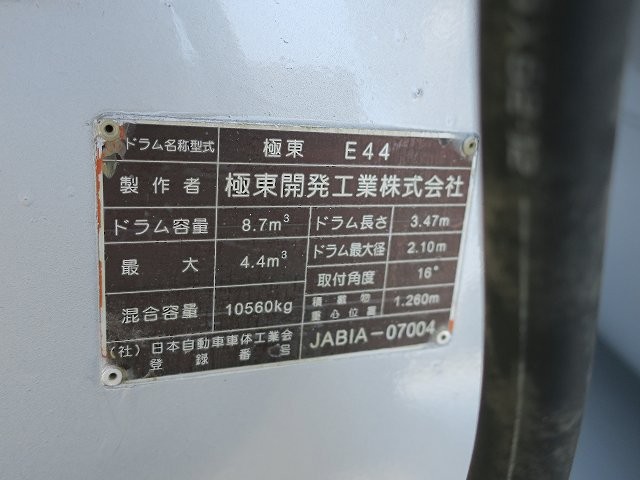 ドラム名称型式 極東 E44
製作者 極東開発工業株式会社
ドラム容量 8.7m³ ドラム長さ 3.47m
最大 4.4m³ ドラム最大径 2.10m
取付角度 16°
混合容量 10560kg 積載物 1.260m
重心位置
(社)日本自動車車体工業会 JABIA-07004
登録番号